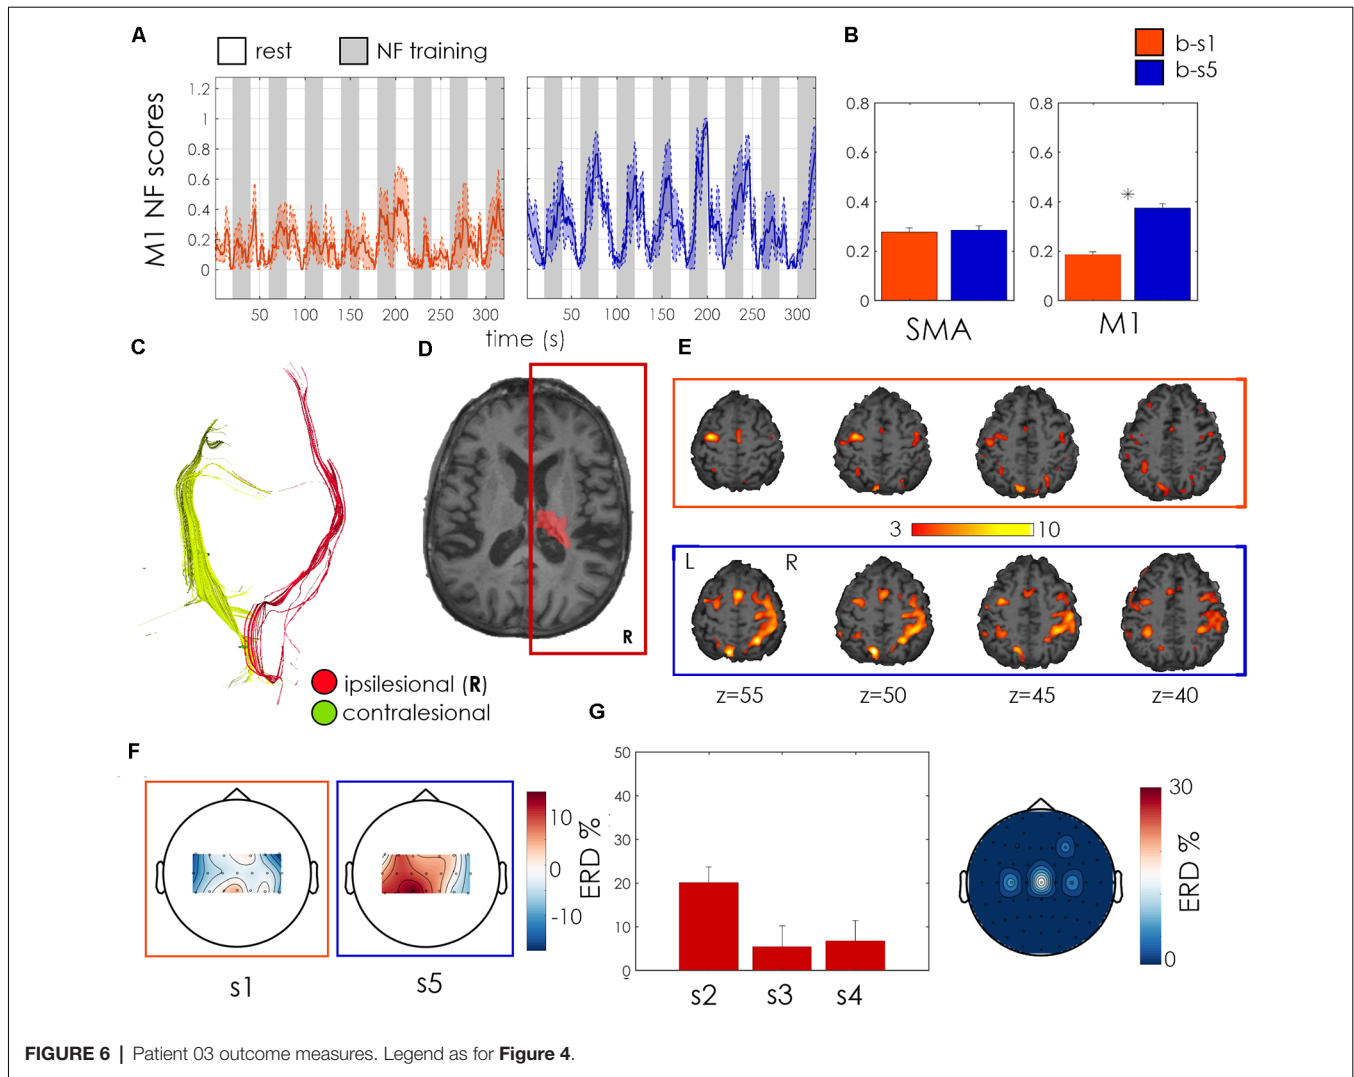 A
rest
NF training
M1 NF scores
1.2
1
0.8
0.6
0.4
0.2
0
50 100 150 200 250 300
50 100 150 200 250 300
time (s)
B
b-s1
b-s5
0.8
0.6
0.4
0.2
0
SMA
0.8
0.6
0.4
0.2
0
*
M1
C
ipsilesional (R)
contralesional
D
R
E
3 10
L R
z=55 z=50 z=45 z=40
F
s1 s5
10
0
-10
ERD %
G
50
40
30
20
10
0
s2 s3 s4
30
0
ERD %
FIGURE 6 | Patient 03 outcome measures. Legend as for Figure 4.